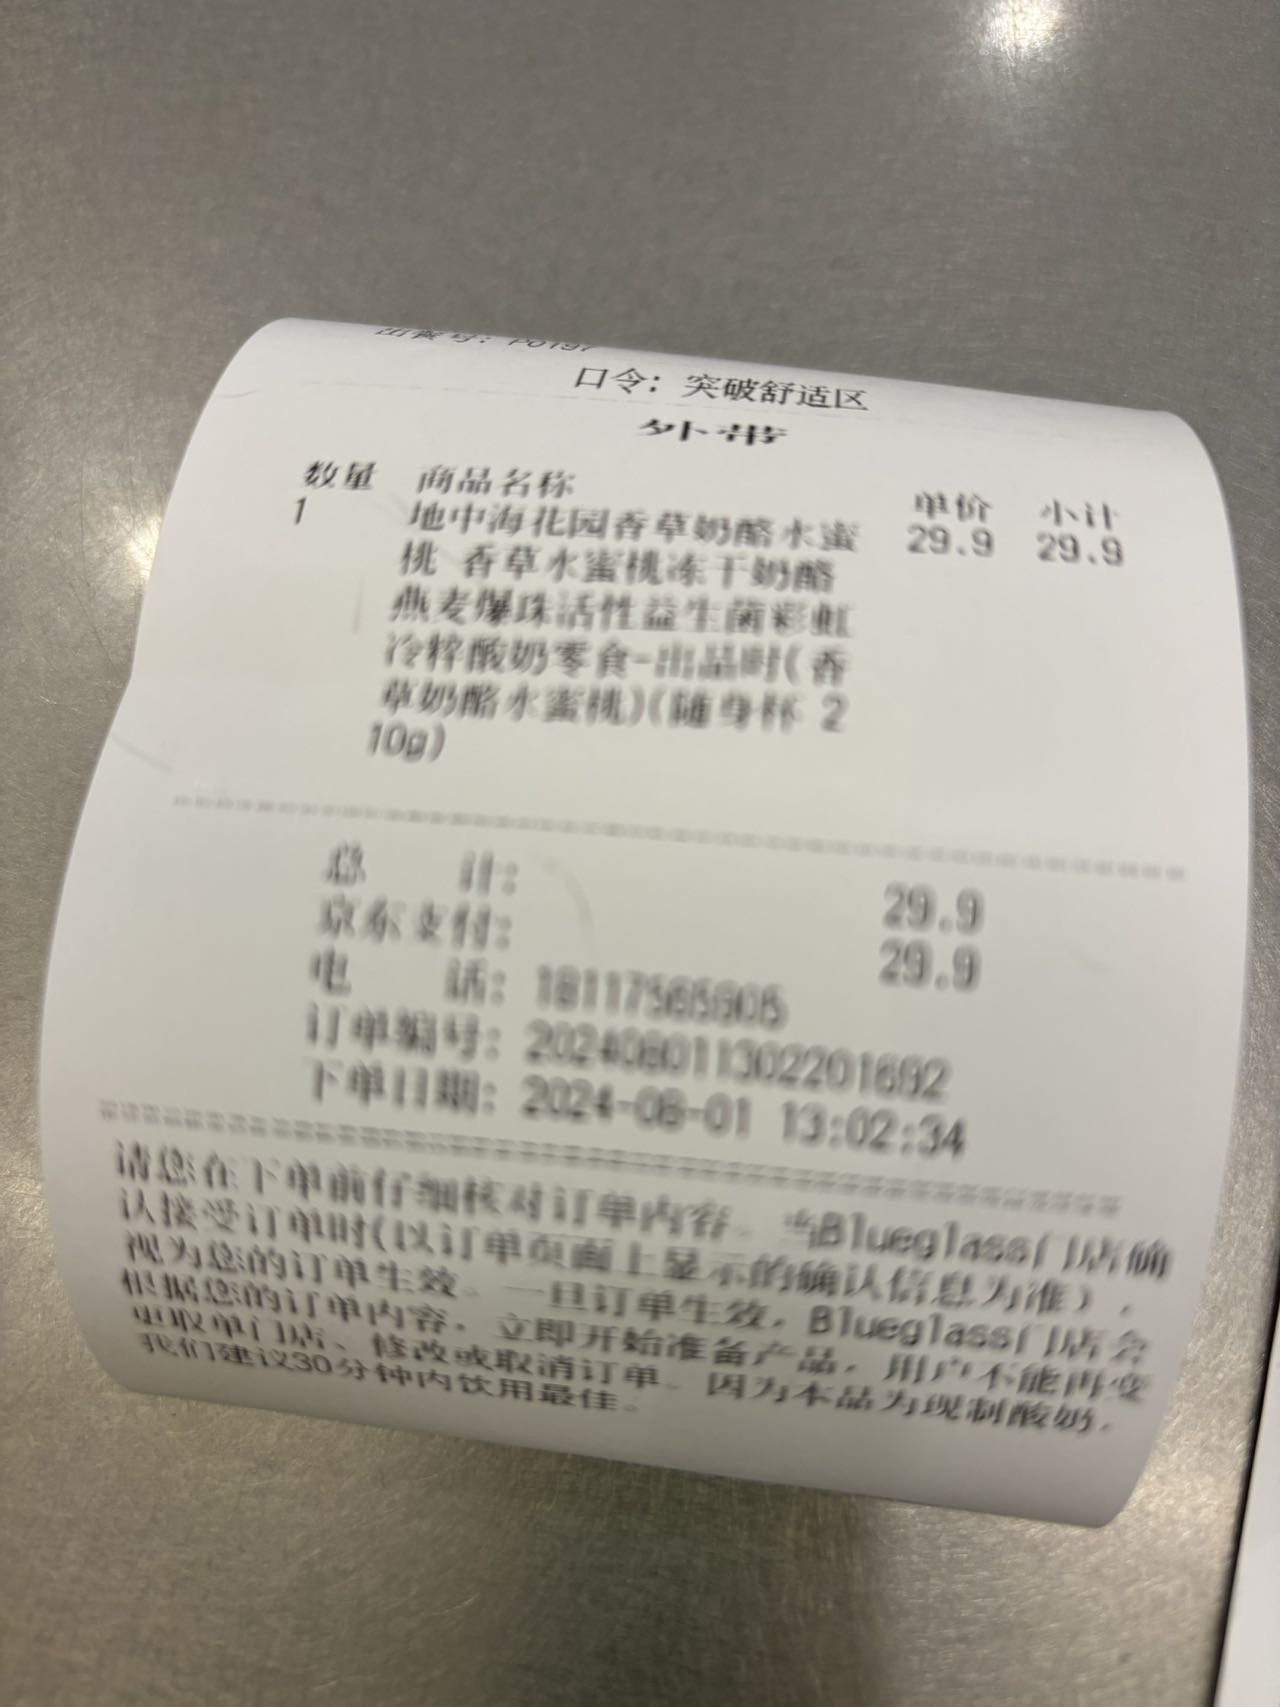 出餐号: P0197
口令: 突破舒适区
外带
数量 商品名称 单价 小计
1 地中海花园香草奶酪水蜜 29.9 29.9
桃 香草水蜜桃冻干奶酪
燕麦爆珠活性益生菌彩虹
冷榨酸奶零食-出品时(香
草奶酪水蜜桃)(随身杯 2
10g)
总 计: 29.9
京东支付: 29.9
电 话:
订单编号:
下单日期: 2024-08-01 13:02:34
请您在下单前仔细核对订单内容。当Blueglass门店确
认接受订单时(以订单页面上显示的确认信息为准),
视为您的订单生效。一旦订单生效,Blueglass门店会
根据您的订单内容,立即开始准备产品,用户不能再变
更取单门店、修改或取消订单。因为本品为现制酸奶,
我们建议30分钟内饮用最佳。